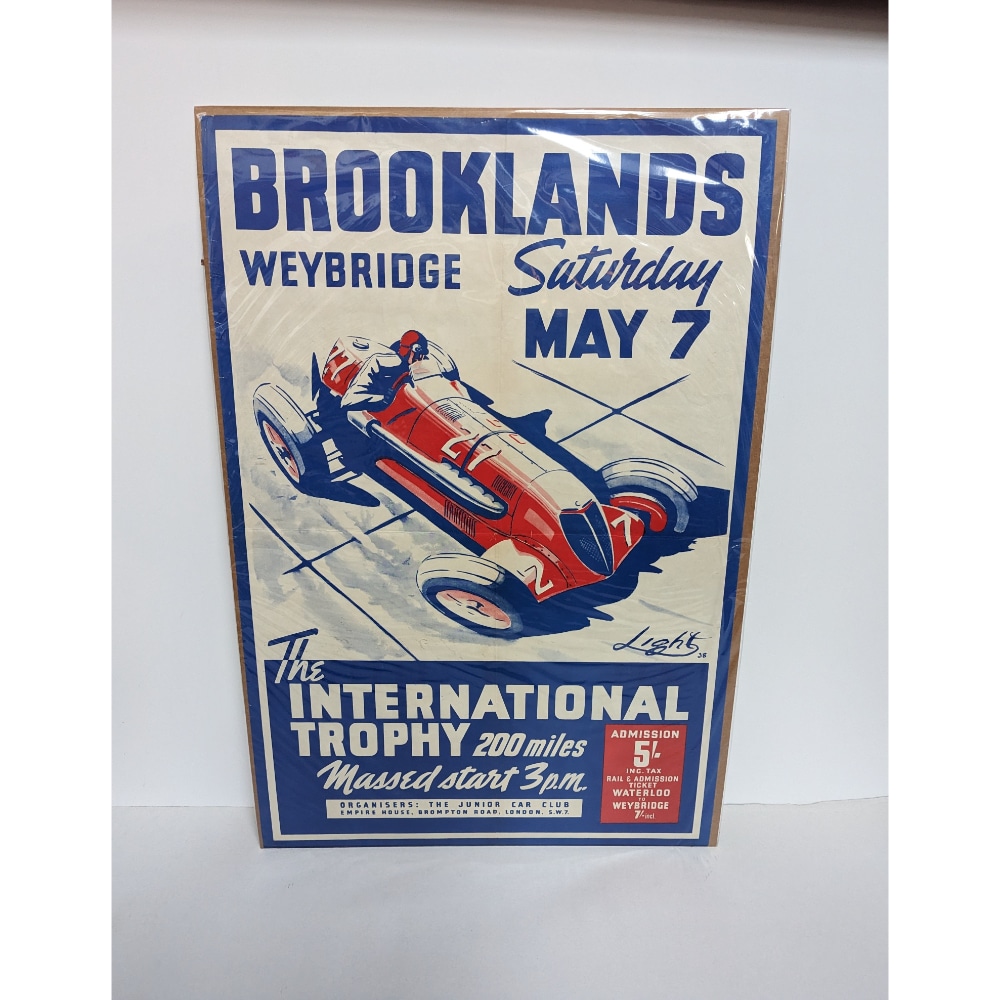 BROOKLANDS
WEYBRIDGE
Saturday
MAY 7
27
27
Light
38
The
INTERNATIONAL
TROPHY 200 miles
Massed start 3 p.m.
ORGANISERS: THE JUNIOR CAR CLUB
EMPIRE HOUSE, BROMPTON ROAD, LONDON, S.W.7.
ADMISSION
5/-
INC. TAX
RAIL & ADMISSION
TICKET
WATERLOO
TO
WEYBRIDGE
7/- incl.